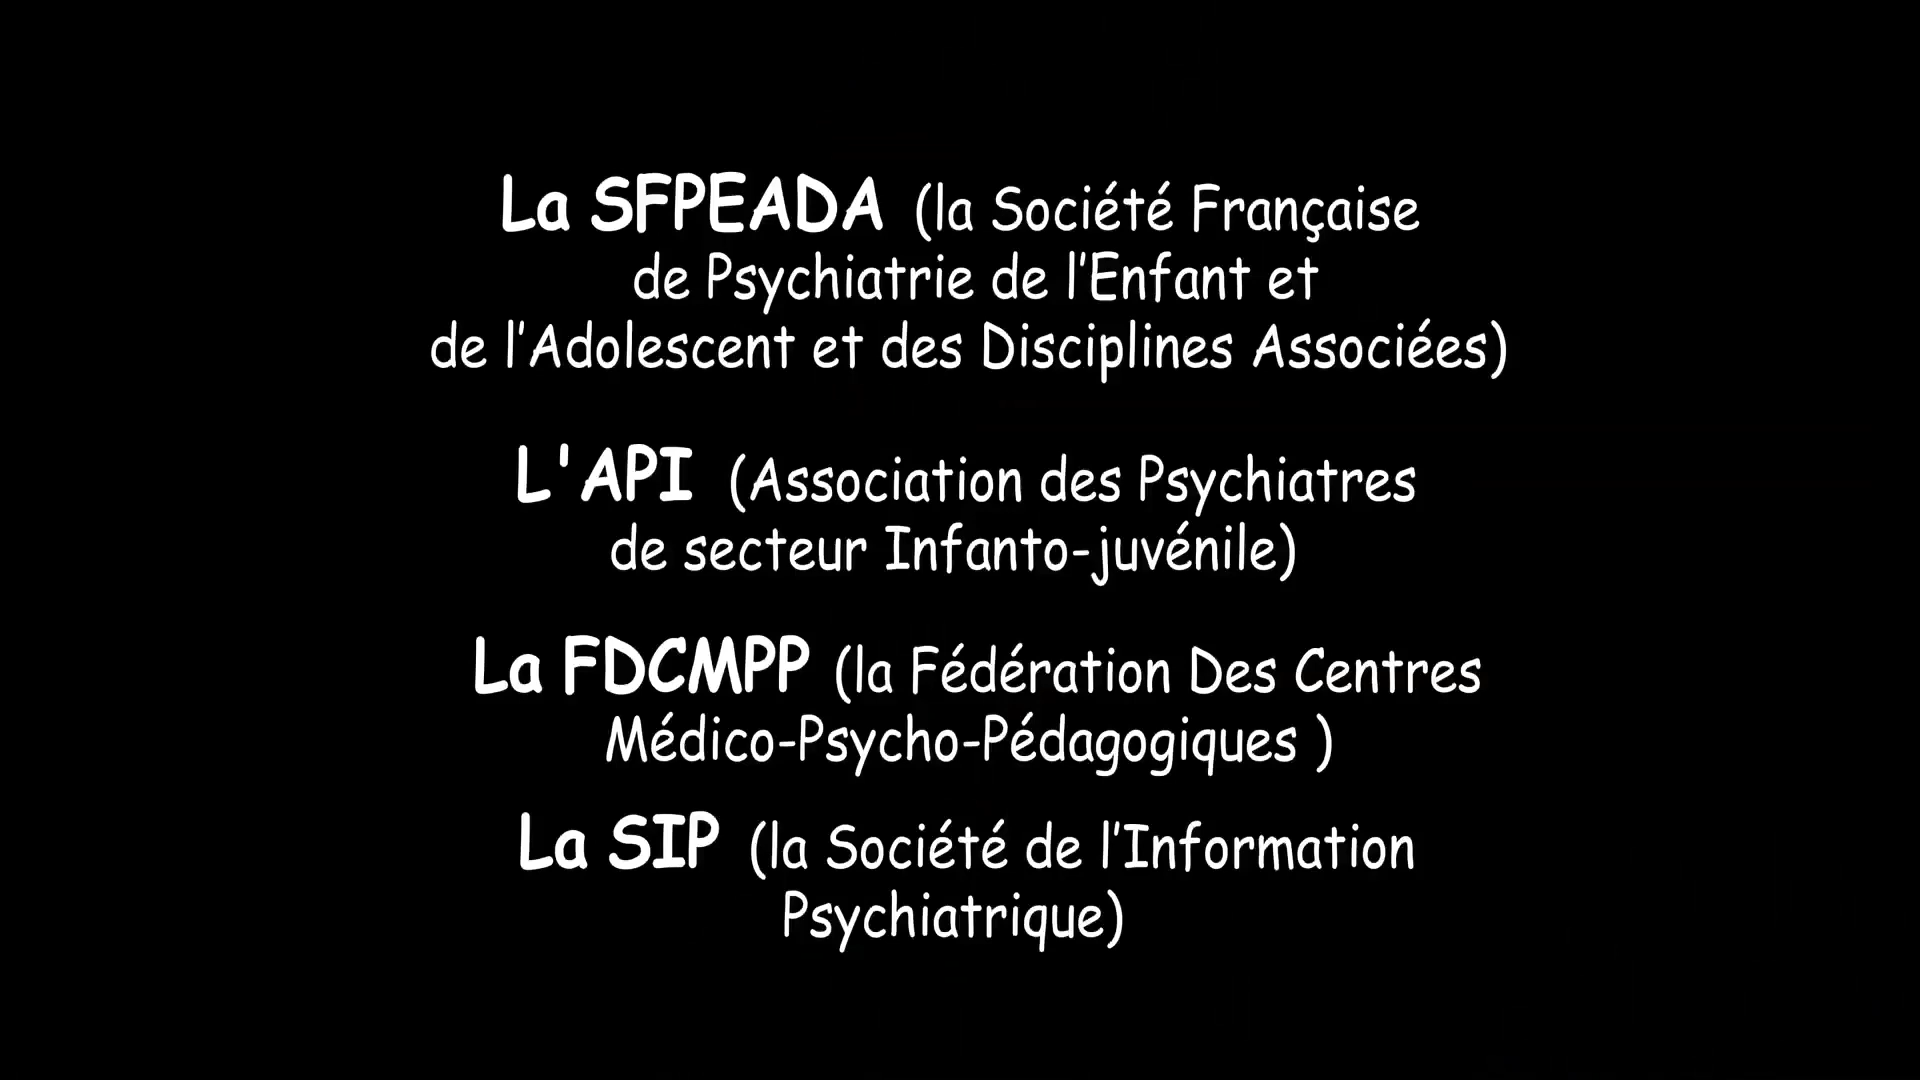 La SFPEADA (la Société Française
de Psychiatrie de l’Enfant et
de l’Adolescent et des Disciplines Associées)
L'API (Association des Psychiatres
de secteur Infanto-juvénile)
La FDCMPP (la Fédération Des Centres
Médico-Psycho-Pédagogiques )
La SIP (la Société de l’Information
Psychiatrique)